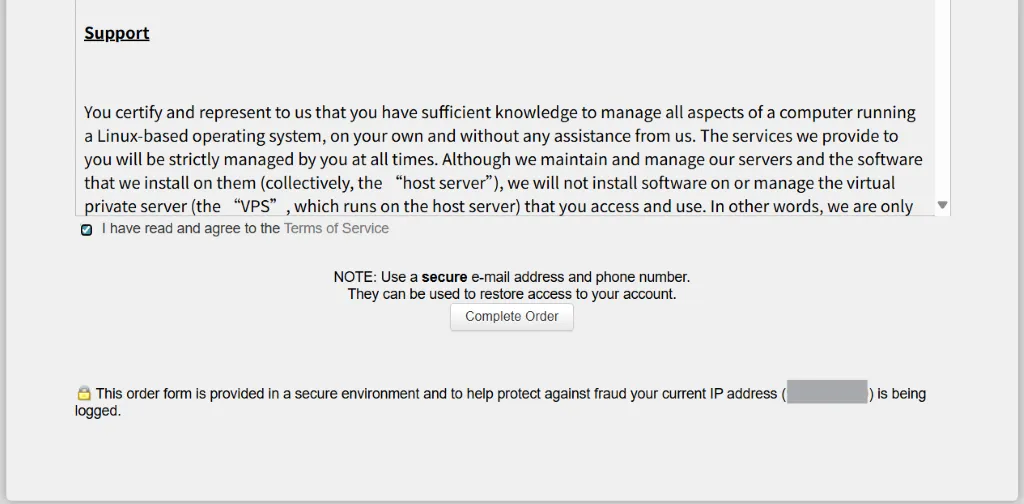 Support
You certify and represent to us that you have sufficient knowledge to manage all aspects of a computer running
a Linux-based operating system, on your own and without any assistance from us. The services we provide to
you will be strictly managed by you at all times. Although we maintain and manage our servers and the software
that we install on them (collectively, the “host server”), we will not install software on or manage the virtual
private server (the “VPS”, which runs on the host server) that you access and use. In other words, we are only
I have read and agree to the Terms of Service
NOTE: Use a secure e-mail address and phone number.
They can be used to restore access to your account.
Complete Order
This order form is provided in a secure environment and to help protect against fraud your current IP address ( ) is being
logged.